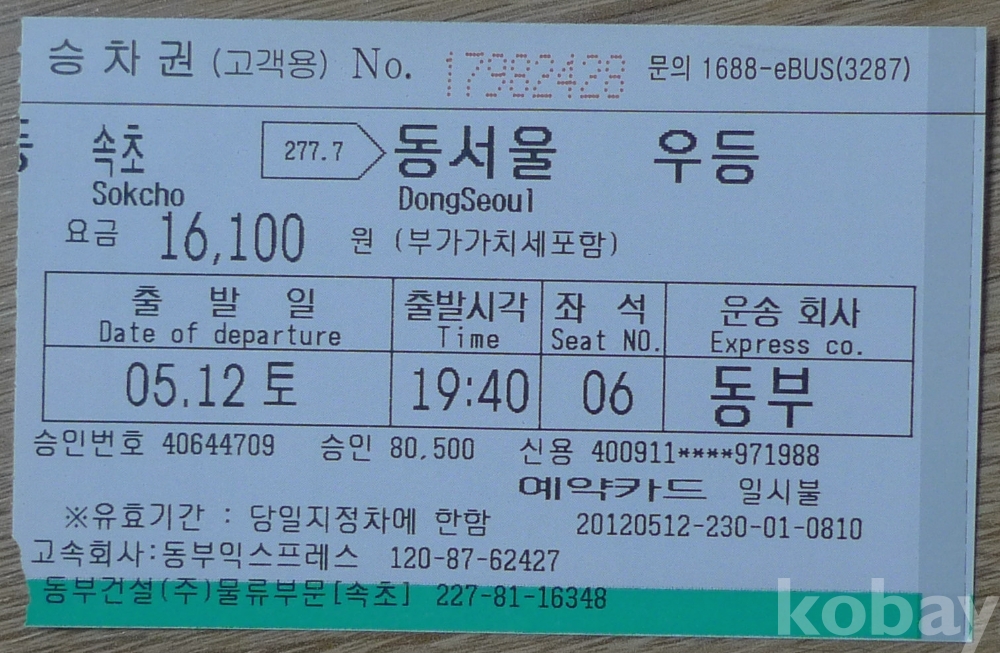 승차권 (고객용) No. 17982428 문의 1688-eBUS(3287)
속초 277.7 동서울 우등
Sokcho DongSeoul
요금 16,100 원 (부가가치세포함)
출 발 일 출발시각 좌 석 운송 회사
Date of departure Time Seat NO. Express co.
05.12 토 19:40 06 동부
승인번호 40644709 승인 80,500 신용 400911****971988
예약카드 일시불
※유효기간 : 당일지정차에 한함 20120512-230-01-0810
고속회사:동부익스프레스 120-87-62427
동부건설(주)물류부문[속초] 227-81-16348
kobay